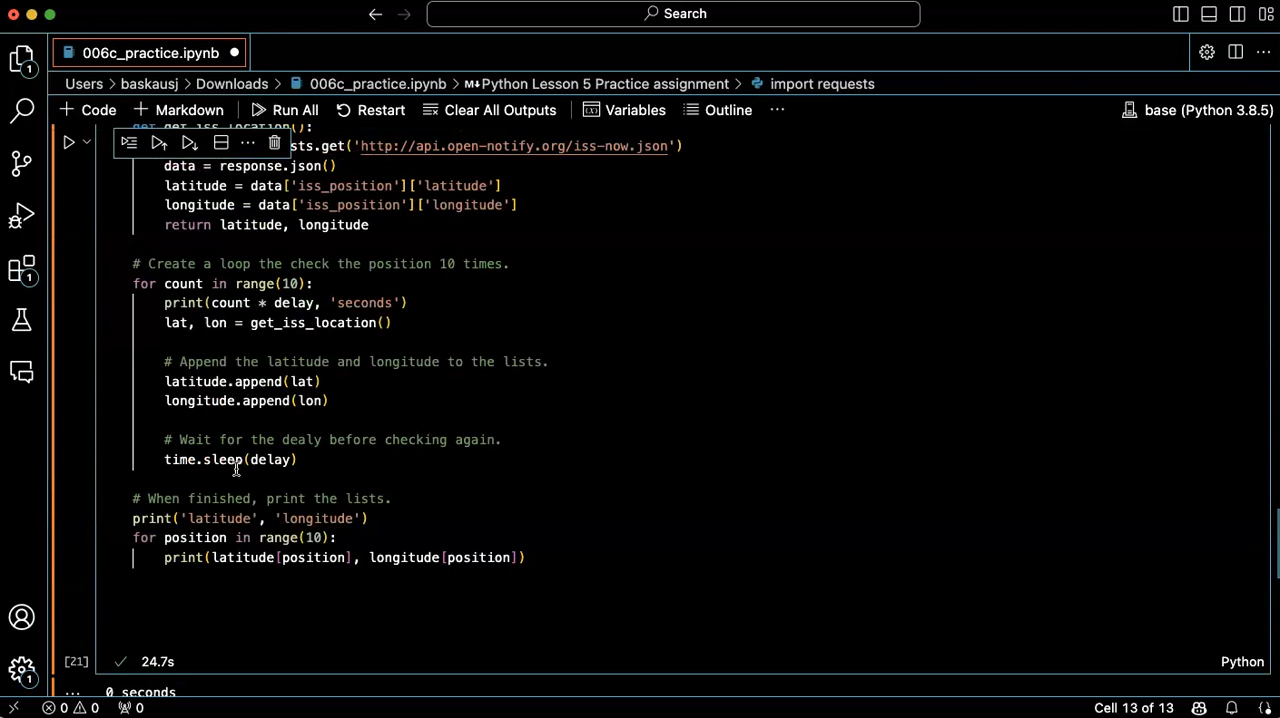 Search
006c_practice.ipynb
Users > baskausj > Downloads > 006c_practice.ipynb > M↓Python Lesson 5 Practice assignment > import requests
+ Code + Markdown Run All Restart Clear All Outputs Variables Outline ... base (Python 3.8.5)
def get_iss_location():
sts.get('http://api.open-notify.org/iss-now.json')
data = response.json()
latitude = data['iss_position']['latitude']
longitude = data['iss_position']['longitude']
return latitude, longitude
# Create a loop the check the position 10 times.
for count in range(10):
print(count * delay, 'seconds')
lat, lon = get_iss_location()
# Append the latitude and longitude to the lists.
latitude.append(lat)
longitude.append(lon)
# Wait for the dealy before checking again.
time.sleep(delay)
# When finished, print the lists.
print('latitude', 'longitude')
for position in range(10):
print(latitude[position], longitude[position])
[21] 24.7s Python
... 0 seconds
0 0 0 Cell 13 of 13